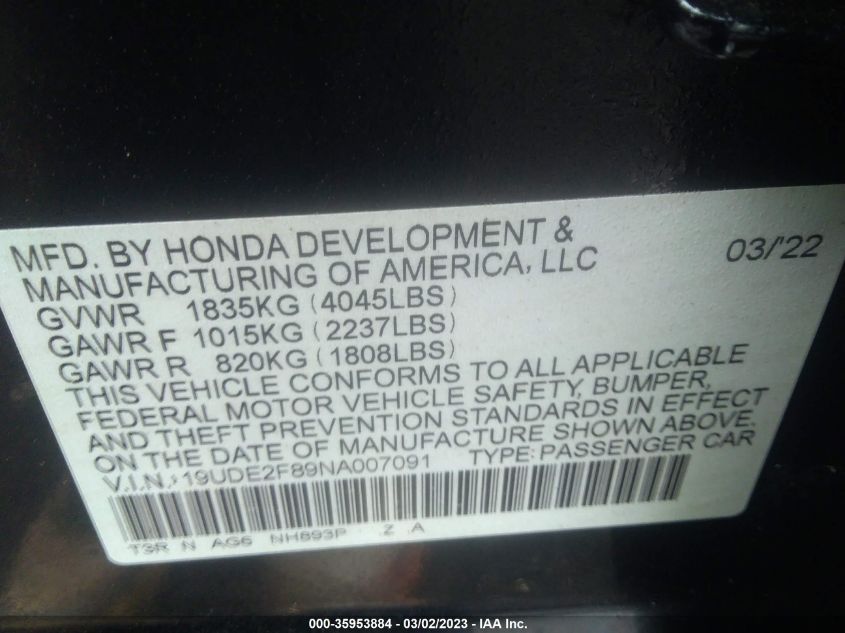 MFD. BY HONDA DEVELOPMENT & 03/'22
MANUFACTURING OF AMERICA, LLC
GVWR 1835KG (4045LBS)
GAWR F 1015KG (2237LBS)
GAWR R 820KG (1808LBS)
THIS VEHICLE CONFORMS TO ALL APPLICABLE
FEDERAL MOTOR VEHICLE SAFETY, BUMPER,
AND THEFT PREVENTION STANDARDS IN EFFECT
ON THE DATE OF MANUFACTURE SHOWN ABOVE.
V.I.N.: 19UDE2F89NA007091 TYPE: PASSENGER CAR
T3R N AG6 NH893P Z A
000-35953884 — 03/02/2023 — IAA Inc.